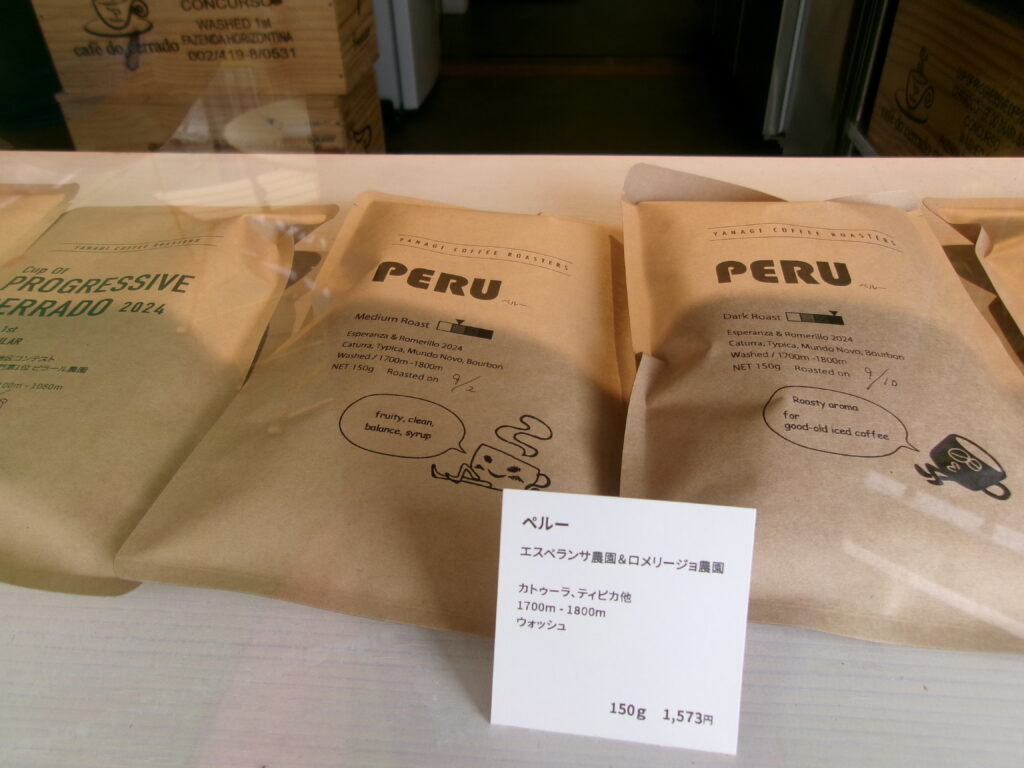 CONCURSO
WASHED 1st
FAZENDA HORIZONTINA
002/419-8/0531
café do cerrado
YANAGI COFFEE ROASTERS
Cup Of
PROGRESSIVE
ERRADO 2024
1st
LAR
00m - 1080m
YANAGI COFFEE ROASTERS
PERU
ペルー
Medium Roast
Esperanza & Romerillo 2024
Caturra, Typica, Mundo Novo, Bourbon
Washed / 1700m -1800m
NET 150g Roasted on 9/2
fruity, clean,
balance, syrup
YANAGI COFFEE ROASTERS
PERU
ペルー
Dark Roast
Esperanza & Romerillo 2024
Caturra, Typica, Mundo Novo, Bourbon
Washed / 1700m -1800m
NET 150g Roasted on 9/10
Roasty aroma
for
good-old iced coffee
ペルー
エスペランサ農園&ロメリージョ農園
カトゥーラ、ティピカ他
1700m - 1800m
ウォッシュ
150g 1,573円